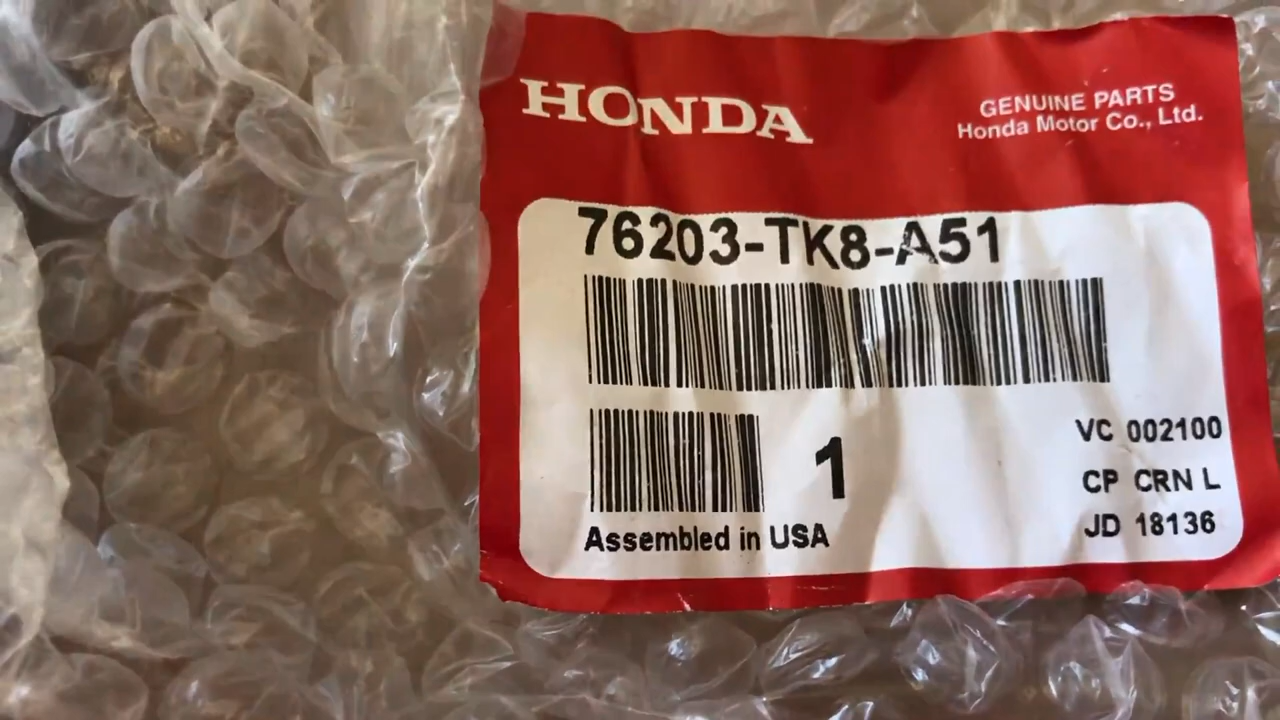 HONDA
GENUINE PARTS
Honda Motor Co., Ltd.
76203-TK8-A51
1
Assembled in USA
VC 002100
CP CRN L
JD 18136